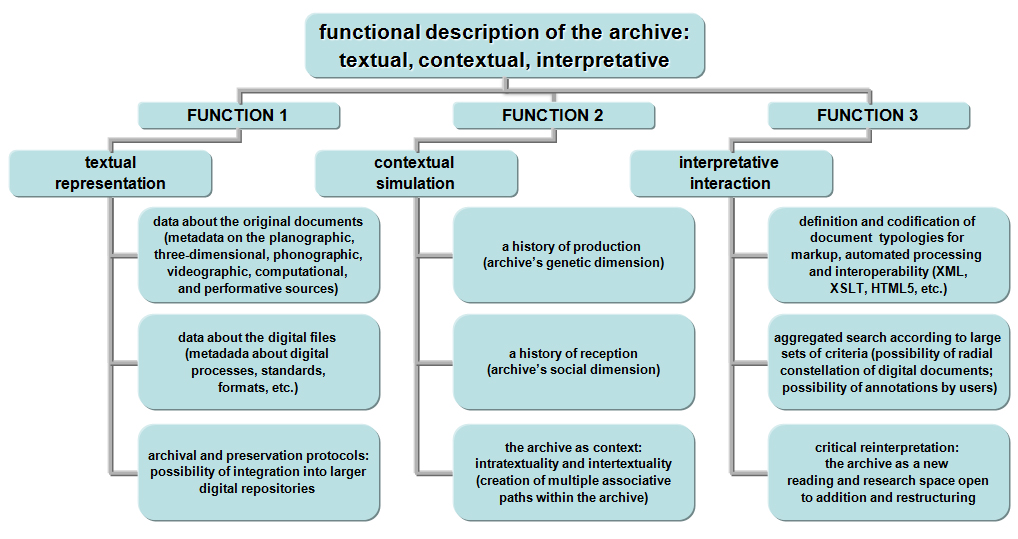 functional description of the archive:
textual, contextual, interpretative
FUNCTION 1
FUNCTION 2
FUNCTION 3
textual
representation
contextual
simulation
interpretative
interaction
data about the original documents
(metadata on the planographic,
three-dimensional, phonographic,
videographic, computational,
and performative sources)
a history of production
(archive's genetic dimension)
definition and codification of
document typologies for
markup, automated processing
and interoperability (XML,
XSLT, HTML5, etc.)
data about the digital files
(metadada about digital
processes, standards,
formats, etc.)
a history of reception
(archive's social dimension)
aggregated search according to large
sets of criteria (possibility of radial
constellation of digital documents;
possibility of annotations by users)
archival and preservation protocols:
possibility of integration into larger
digital repositories
the archive as context:
intratextuality and intertextuality
(creation of multiple associative
paths within the archive)
critical reinterpretation:
the archive as a new
reading and research space open
to addition and restructuring